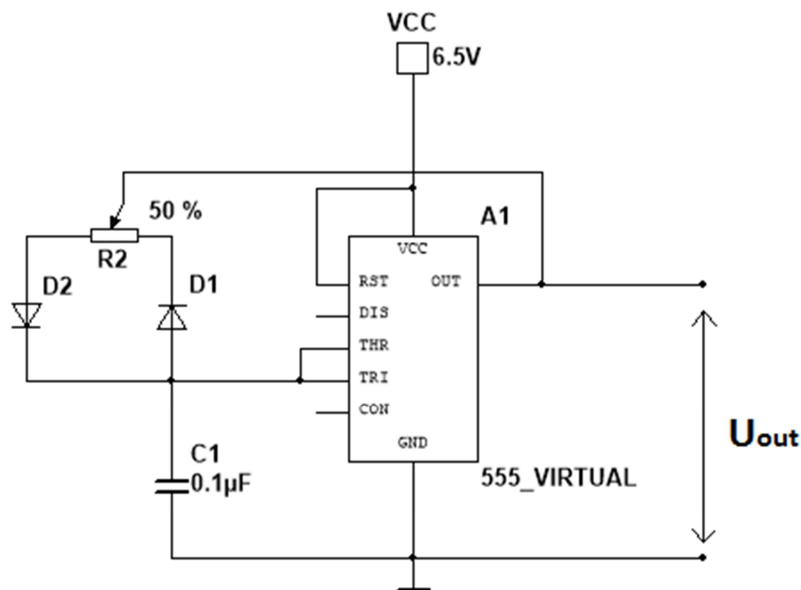 VCC
6.5V
50 %
R2
A1
VCC
D2
D1
RST
OUT
DIS
THR
TRI
CON
GND
C1
0.1µF
555_VIRTUAL
Uout